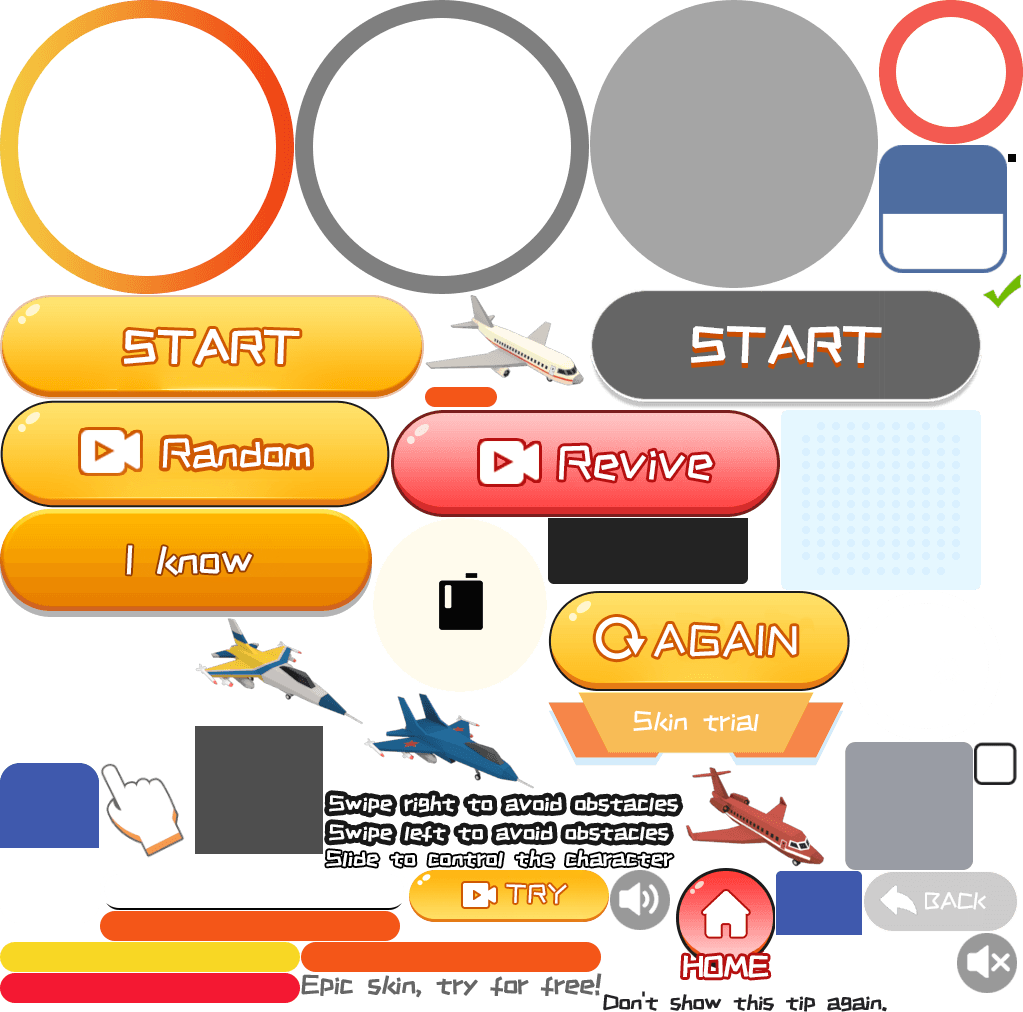 START
START
Random
Revive
I know
AGAIN
Skin trial
Swipe right to avoid obstacles
Swipe left to avoid obstacles
Slide to control the character
TRY
BACK
HOME
Epic skin, try for free!
Don't show this tip again.